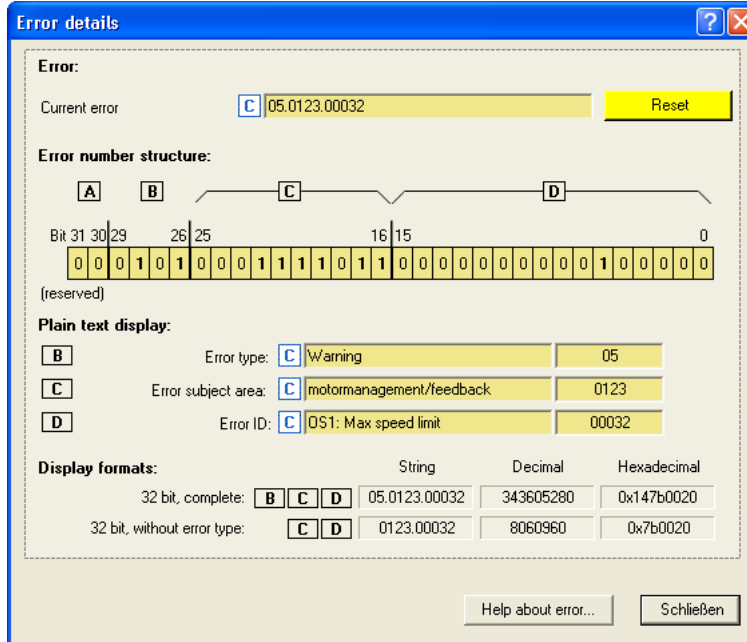 Error details
Error:
Current error C 05.0123.00032 Reset
Error number structure:
A B C D
Bit 31 30 29 26 25 16 15 0
0 0 0 1 0 1 0 0 0 1 1 1 1 0 1 1 0 0 0 0 0 0 0 0 0 0 1 0 0 0 0 0
(reserved)
Plain text display:
B Error type: C Warning 05
C Error subject area: C motormanagement/feedback 0123
D Error ID: C OS1: Max speed limit 00032
Display formats: String Decimal Hexadecimal
32 bit, complete: B C D 05.0123.00032 343605280 0x147b0020
32 bit, without error type: C D 0123.00032 8060960 0x7b0020
Help about error... Schließen